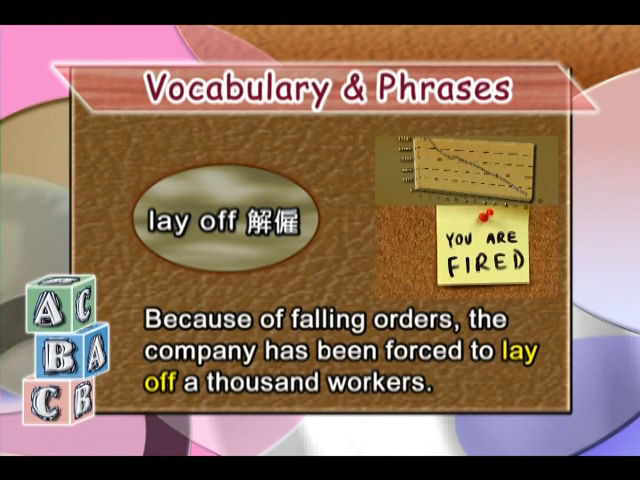 Vocabulary & Phrases
lay off 解僱
YOU ARE
FIRED
Because of falling orders, the
company has been forced to lay
off a thousand workers.
A C
B A
C B